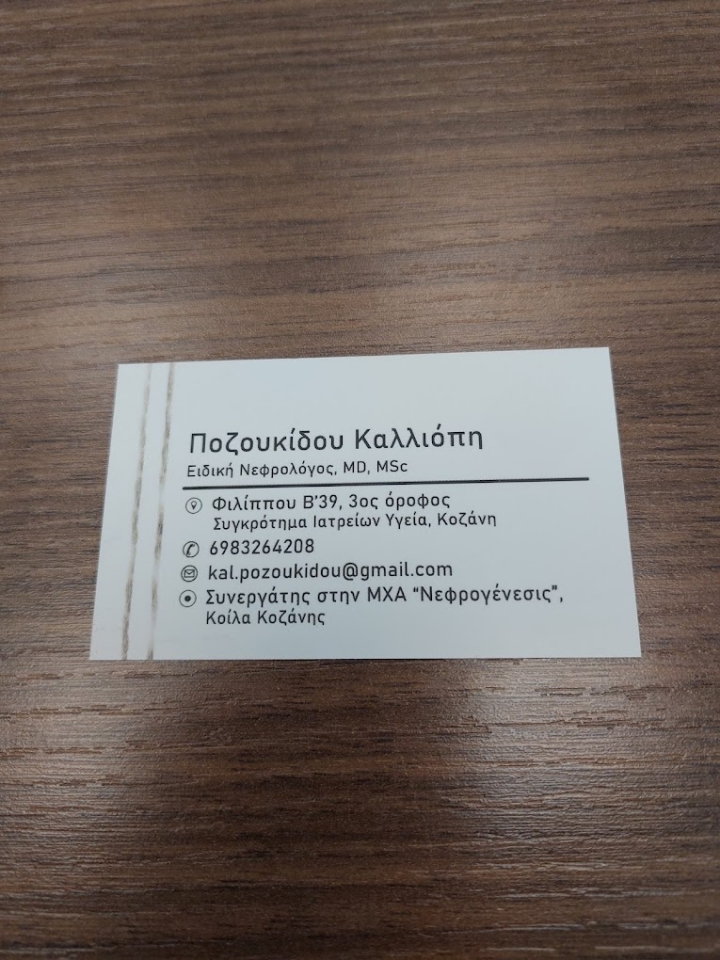 Ποζουκίδου Καλλιόπη
Ειδική Νεφρολόγος, MD, MSc
Φιλίππου Β'39, 3ος όροφος
Συγκρότημα Ιατρείων Υγεία, Κοζάνη
6983264208
kal.pozoukidou@gmail.com
Συνεργάτης στην ΜΧΑ "Νεφρογένεσις",
Κοίλα Κοζάνης